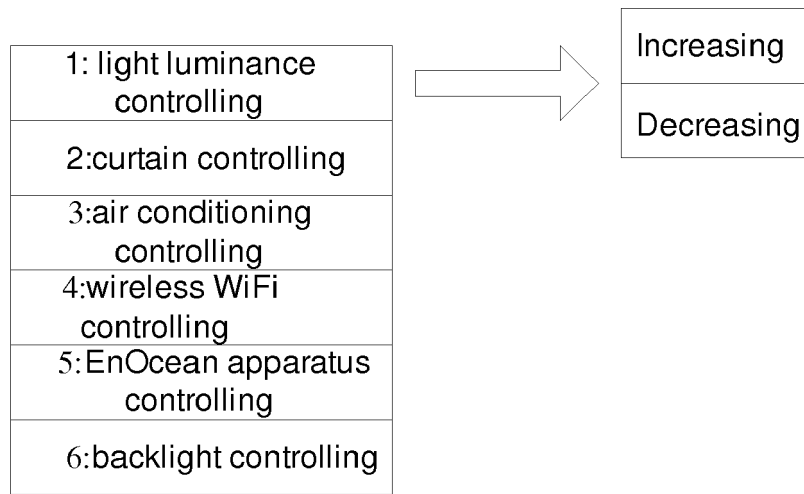 1: light luminance
controlling
2:curtain controlling
3:air conditioning
controlling
4:wireless WiFi
controlling
5:EnOcean apparatus
controlling
6:backlight controlling
Increasing
Decreasing